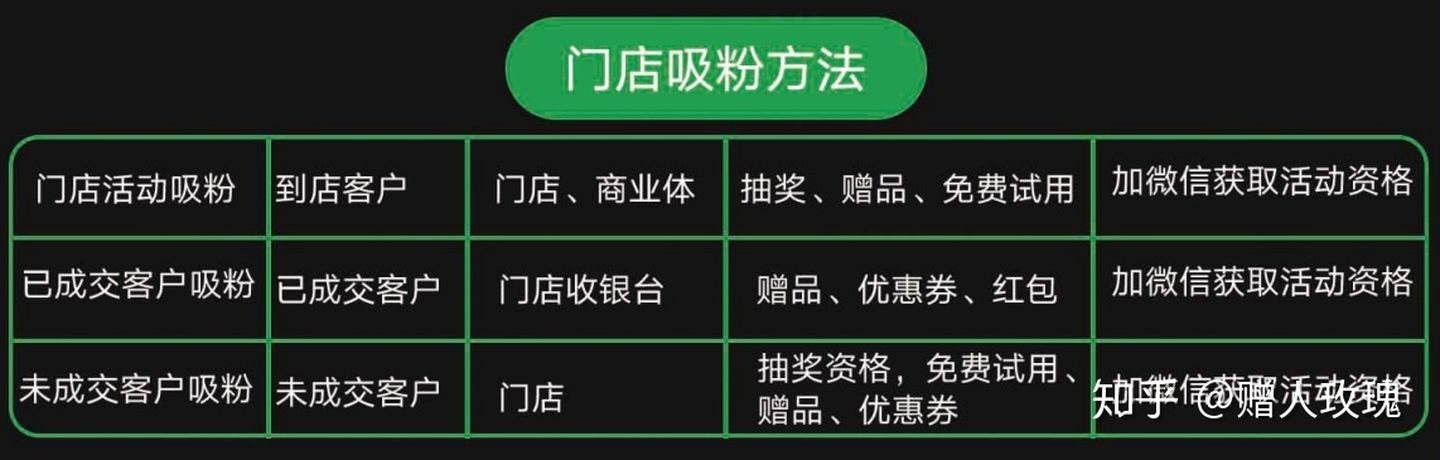 门店吸粉方法
门店活动吸粉 到店客户 门店、商业体 抽奖、赠品、免费试用 加微信获取活动资格
已成交客户吸粉 已成交客户 门店收银台 赠品、优惠券、红包 加微信获取活动资格
未成交客户吸粉 未成交客户 门店 抽奖资格，免费试用、
赠品、优惠券 加微信获取活动资格
知乎 @赠人玫瑰